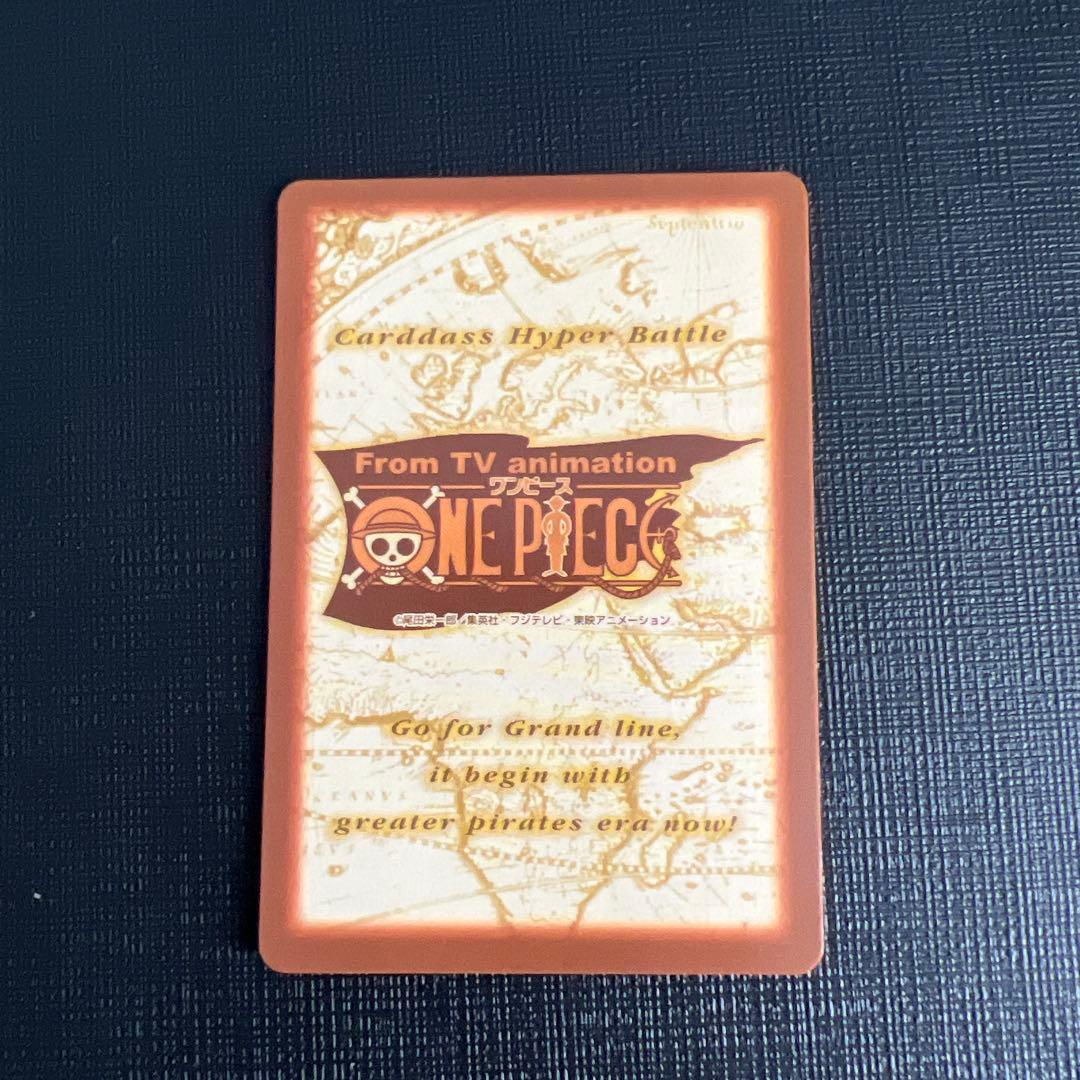 Septentrio
Carddass Hyper Battle
From TV animation
ワンピース
ONE PIECE
©尾田栄一郎／集英社・フジテレビ・東映アニメーション
Go for Grand line,
it begin with
greater pirates era now!